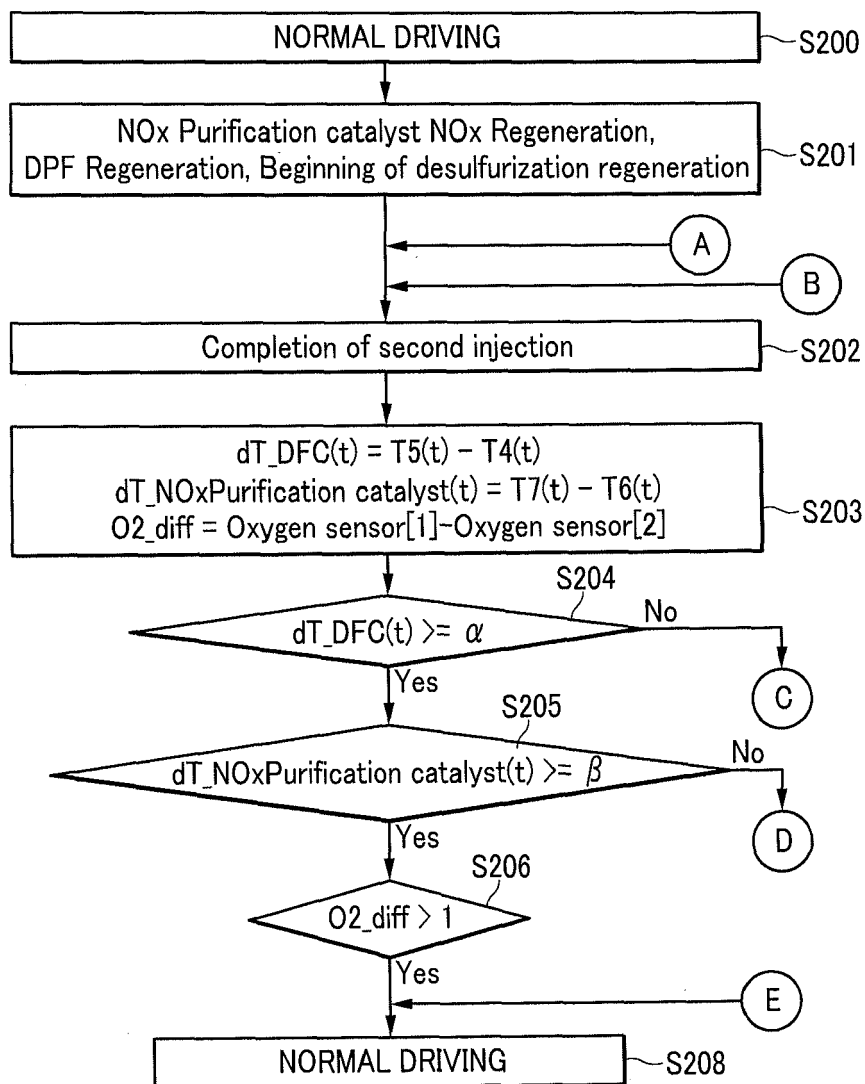 NORMAL DRIVING
S200
NOx Purification catalyst NOx Regeneration,
DPF Regeneration, Beginning of desulfurization regeneration
S201
A
B
Completion of second injection
S202
dT_DFC(t) = T5(t) - T4(t)
dT_NOxPurification catalyst(t) = T7(t) - T6(t)
O2_diff = Oxygen sensor[1]-Oxygen sensor[2]
S203
S204
dT_DFC(t) >= α
No
Yes
C
S205
dT_NOxPurification catalyst(t) >= β
No
Yes
D
S206
O2_diff > 1
Yes
E
NORMAL DRIVING
S208